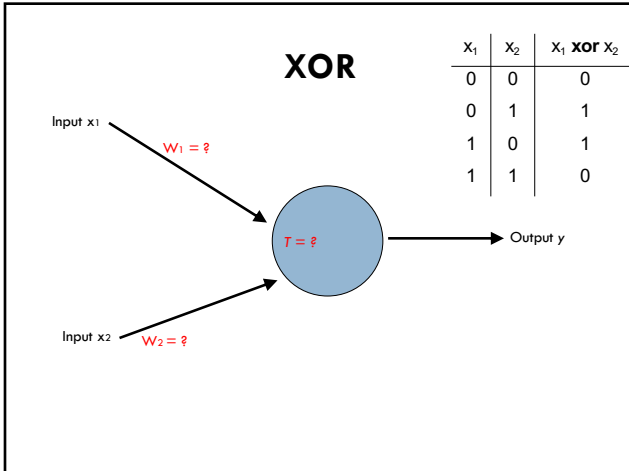 XOR
x₁ x₂ x₁ xor x₂
0 0 0
0 1 1
1 0 1
1 1 0
Input x1
W1 = ?
T = ?
Output y
Input x2
W2 = ?